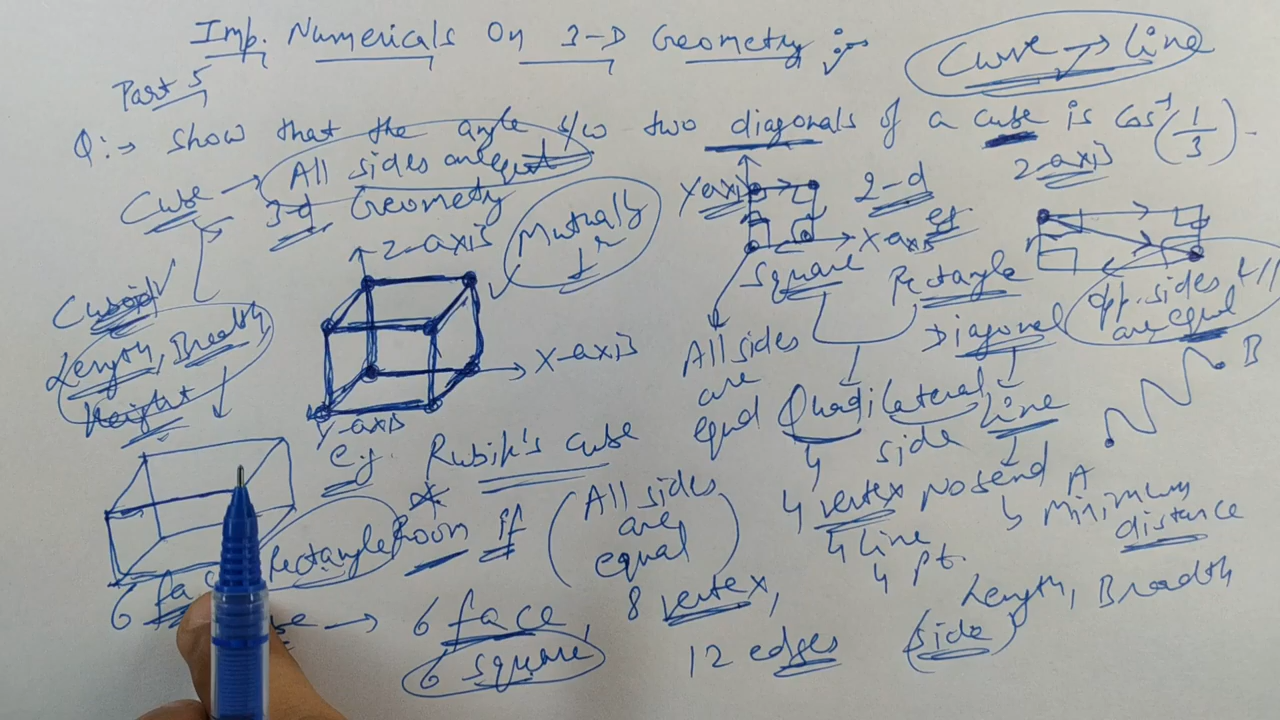 Imp. Numericals On 3-D Geometry :-
Curve → Line
Part 5
Q:→ Show that the angle b/w two diagonals of a cube is Cos⁻¹(1/3).
Cube → All sides are equal
3-d Geometry
Cuboid
Length, Breadth,
Height
Z-axis
X-axis
Y-axis
Mutually ⊥r
e.g. Rubik's cube
* Room if (All sides are equal)
Y axis
X axis
2-d
2-axis
Square
Rectangle
All sides
are
equal
Diagonal
Opp. sides
are equal & ||
Quadilateral
4 side
Line
4 vertex
4 line
4 pt.
No send
A
B
Minimum
distance
Length, Breadth
(side)
6 face
Rectangle
→ 6 face, 8 vertex,
6 square
12 edges